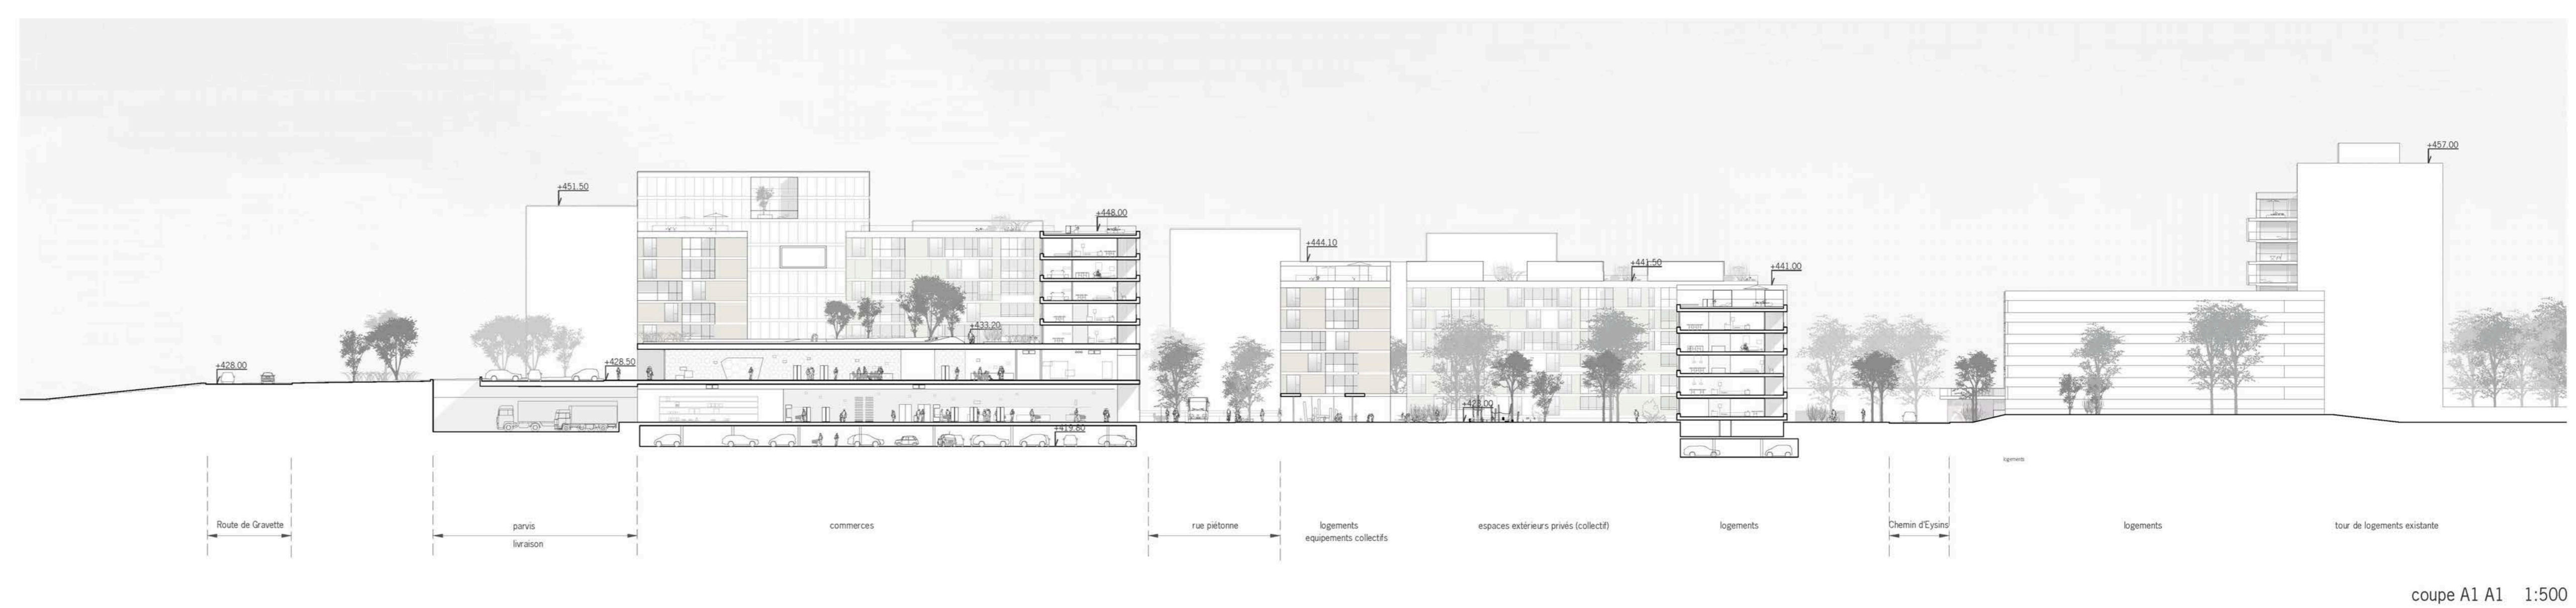 +457.00
+451.50
+448.00
+444.10
+441.50
+441.00
+433.20
+428.50
+428.00
+423.00
+419.80
logements
Route de Gravette
parvis
livraison
commerces
rue piétonne
logements
equipements collectifs
espaces extérieurs privés (collectif)
logements
Chemin d'Eysins
logements
tour de logements existante
coupe A1 A1 1:500